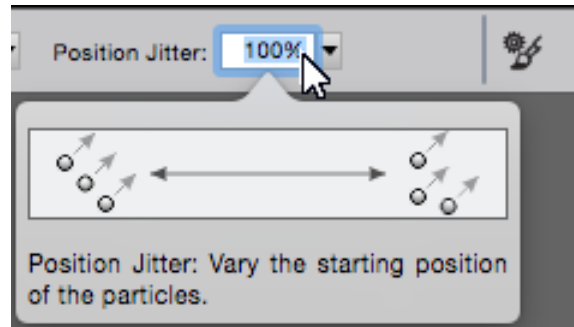 Position Jitter: 100%
Position Jitter: Vary the starting position
of the particles.